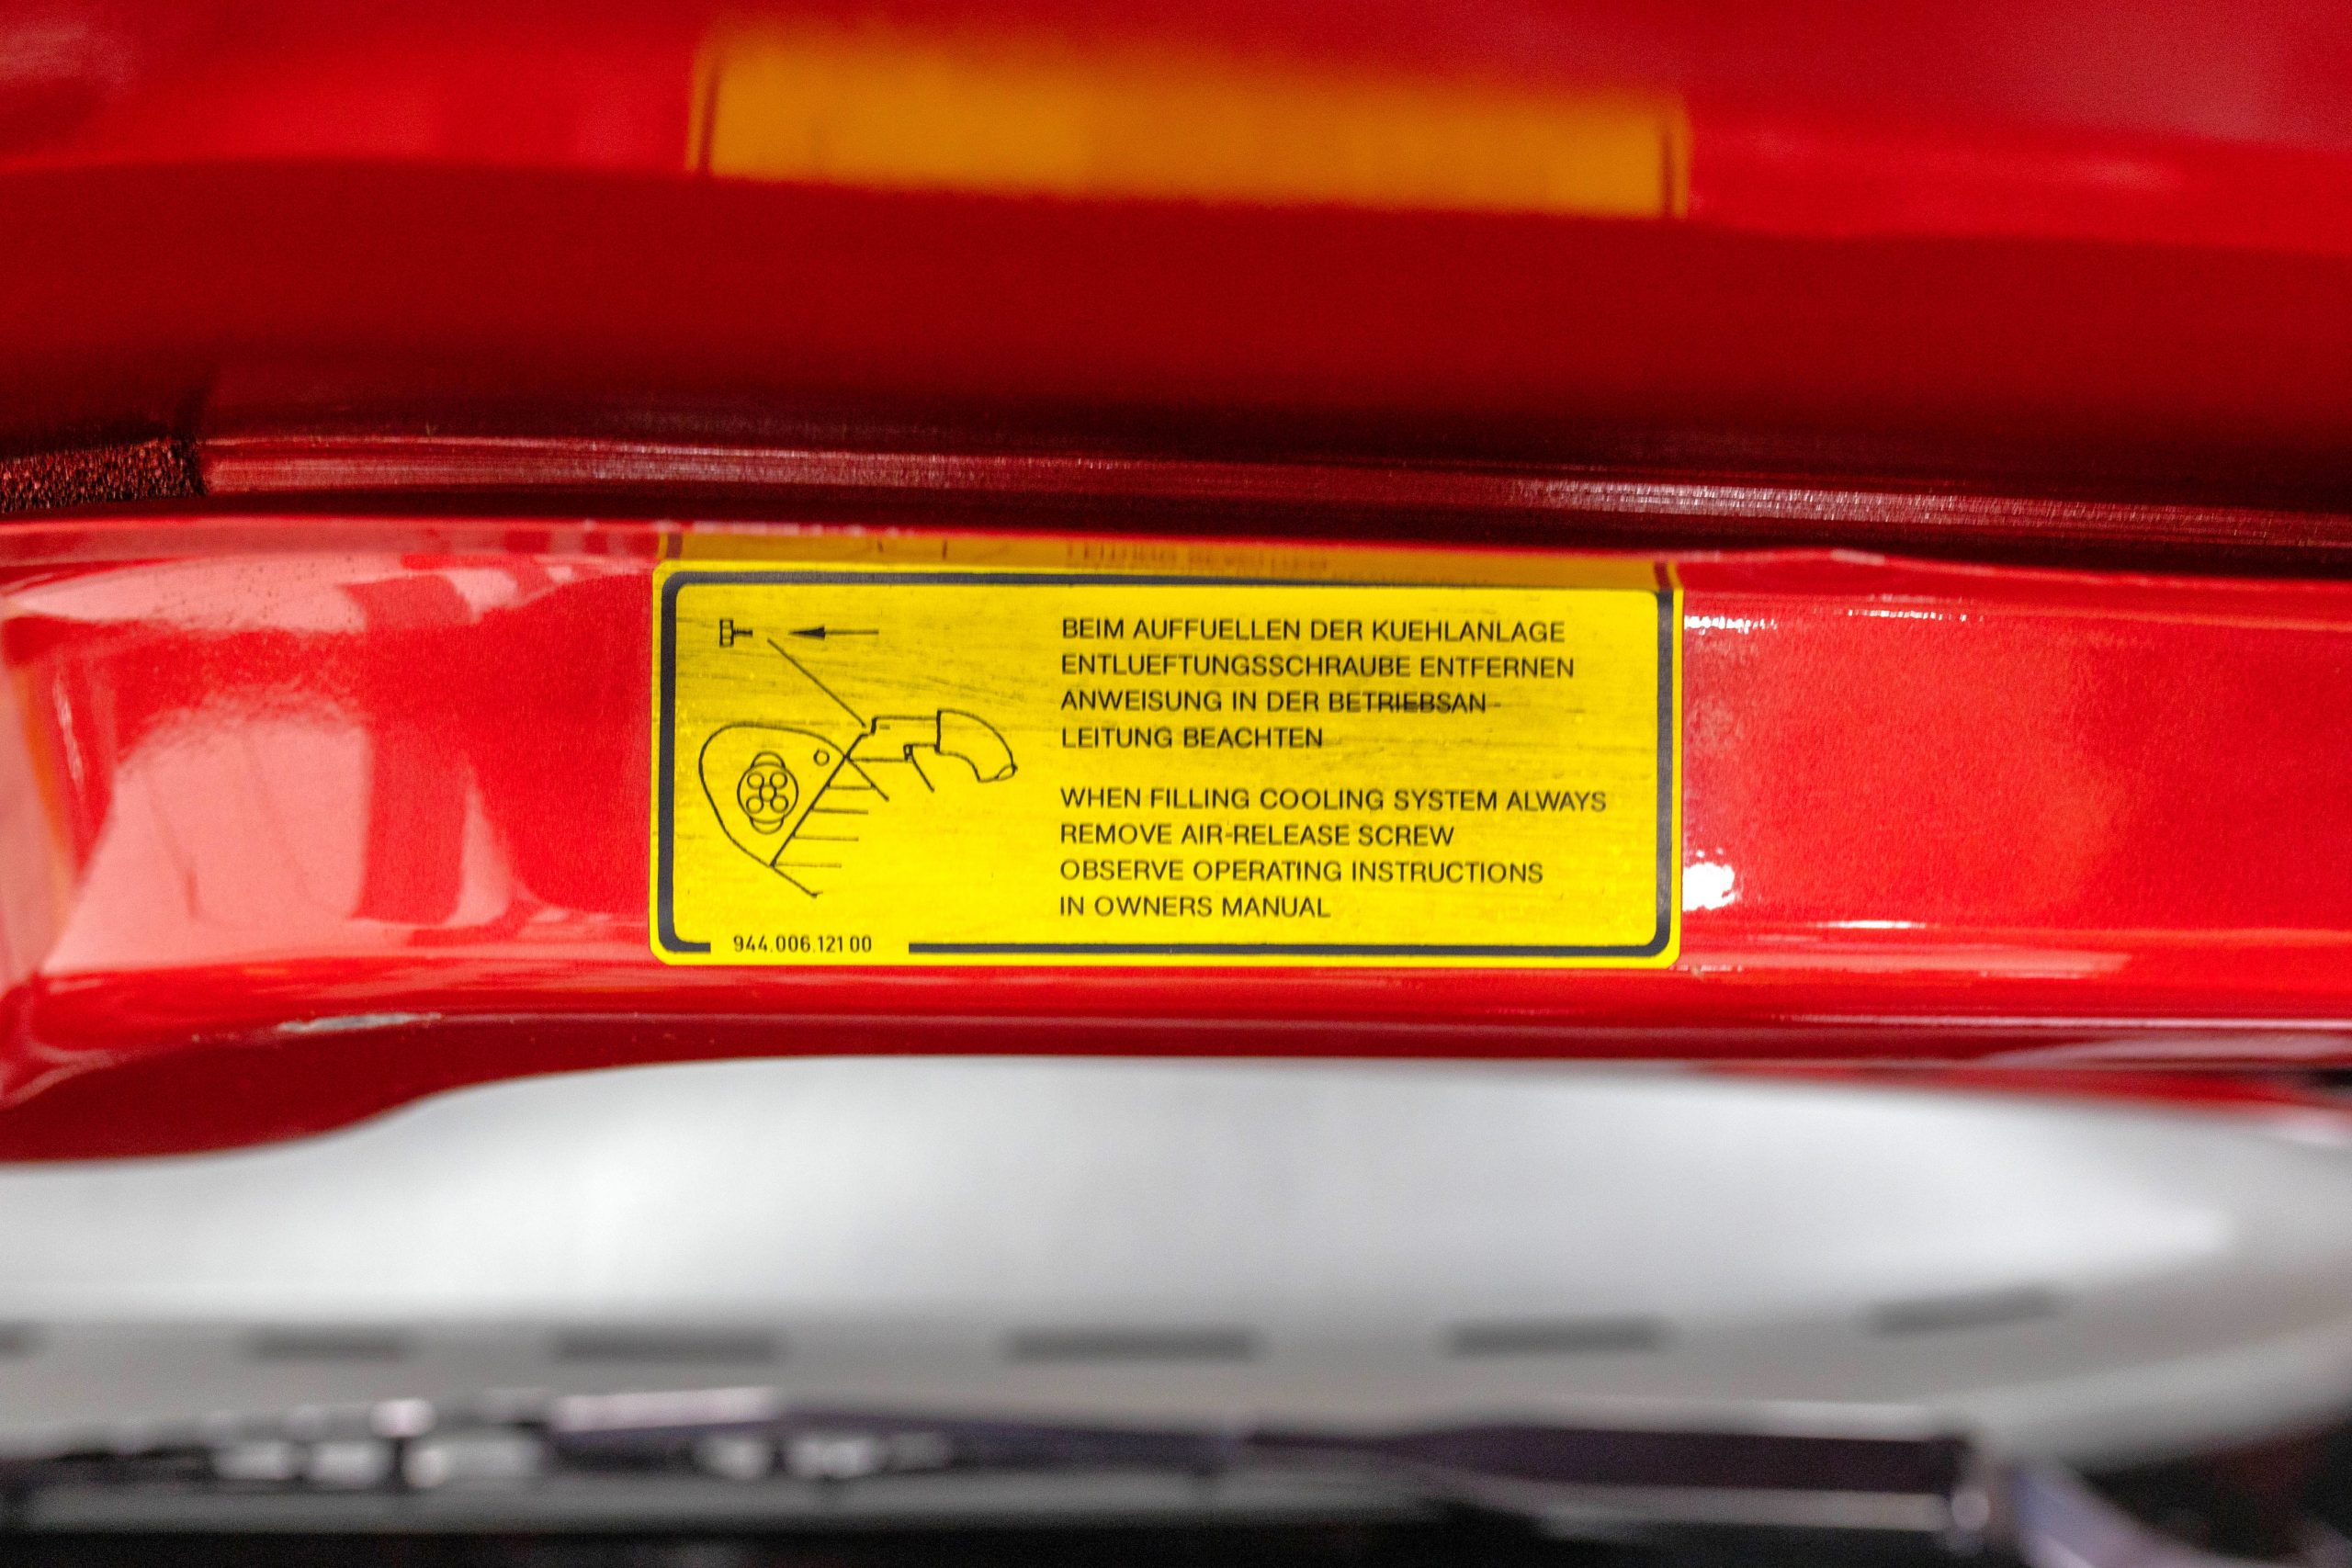 BEIM AUFFUELLEN DER KUEHLANLAGE
ENTLUEFTUNGSSCHRAUBE ENTFERNEN
ANWEISUNG IN DER BETRIEBSAN-
LEITUNG BEACHTEN
WHEN FILLING COOLING SYSTEM ALWAYS
REMOVE AIR-RELEASE SCREW
OBSERVE OPERATING INSTRUCTIONS
IN OWNERS MANUAL
944.006.121 00